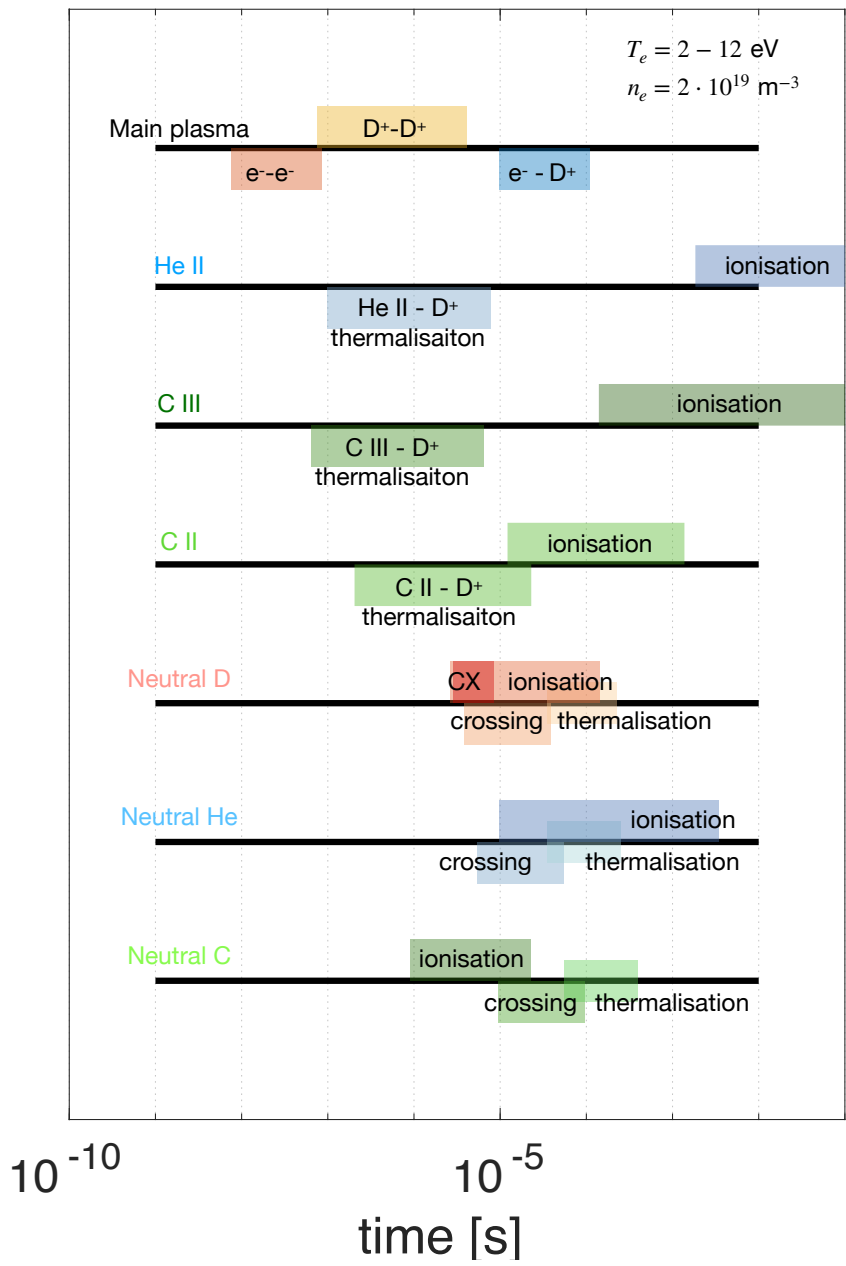 T_e = 2 − 12 eV
n_e = 2 · 10^19 m^−3
Main plasma
D+-D+
e--e-
e- - D+
He II
ionisation
He II - D+
thermalisaiton
C III
ionisation
C III - D+
thermalisaiton
C II
ionisation
C II - D+
thermalisaiton
Neutral D
CX
ionisation
crossing
thermalisation
Neutral He
ionisation
crossing
thermalisation
Neutral C
ionisation
crossing
thermalisation
10^-10
10^-5
time [s]